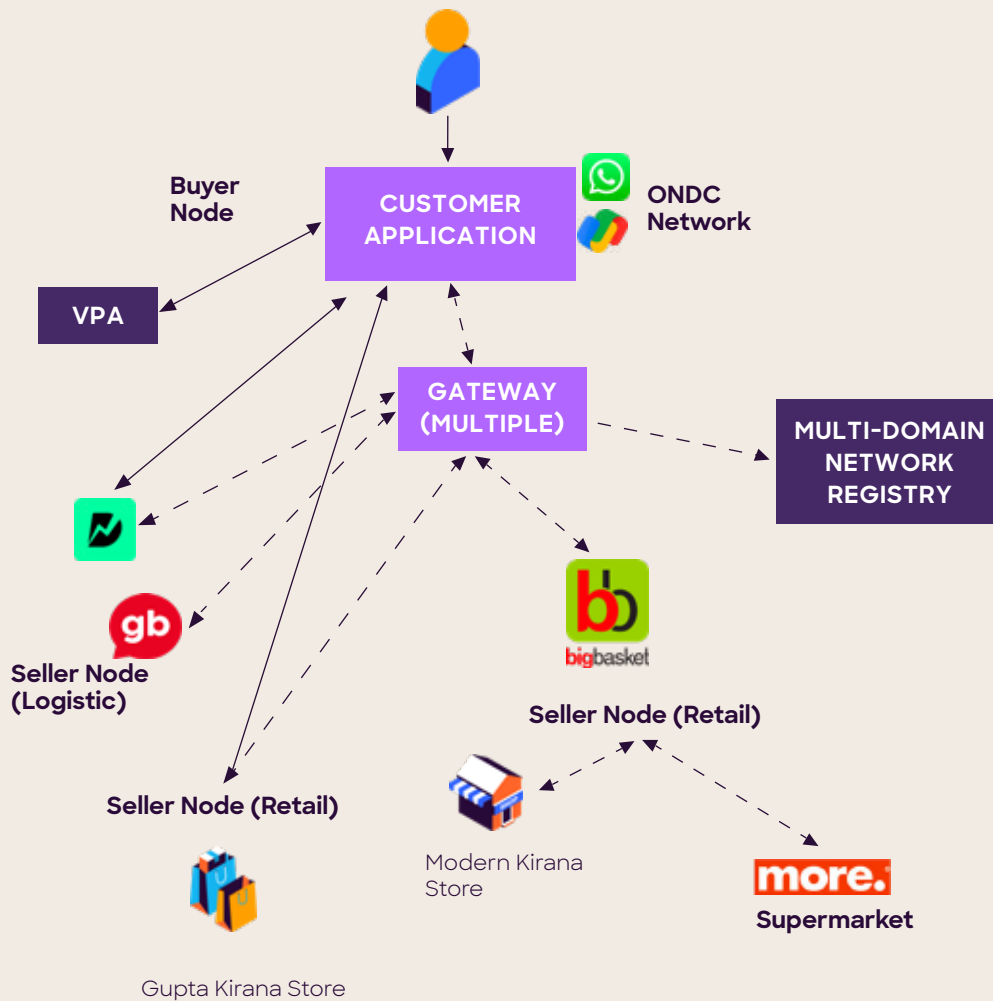 Buyer
Node
CUSTOMER
APPLICATION
ONDC
Network
VPA
GATEWAY
(MULTIPLE)
MULTI-DOMAIN
NETWORK
REGISTRY
gb
Seller Node
(Logistic)
bb
bigbasket
Seller Node (Retail)
Seller Node (Retail)
Modern Kirana
Store
more.
Supermarket
Gupta Kirana Store